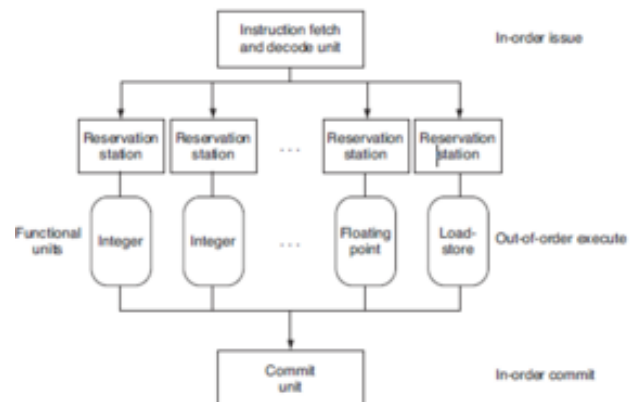 Instruction fetch
and decode unit
In-order issue
Reservation
station
Reservation
station
...
Reservation
station
Reservation
station
Functional
units
Integer
Integer
...
Floating
point
Load-
store
Out-of-order execute
Commit
unit
In-order commit